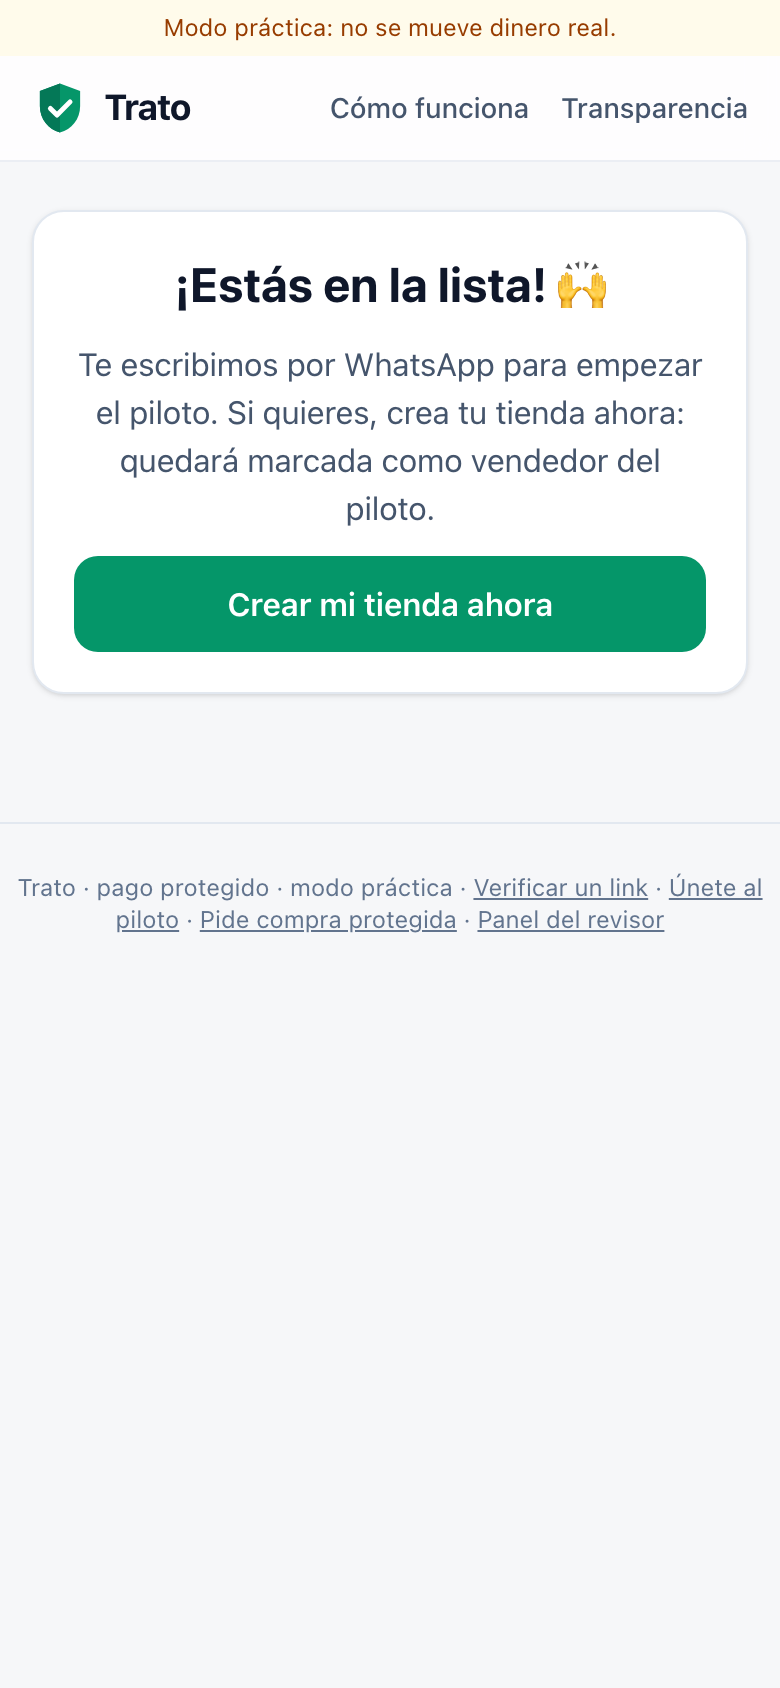 Modo práctica: no se mueve dinero real.
Trato
Cómo funciona
Transparencia
¡Estás en la lista! 🙌
Te escribimos por WhatsApp para empezar
el piloto. Si quieres, crea tu tienda ahora:
quedará marcada como vendedor del
piloto.
Crear mi tienda ahora
Trato · pago protegido · modo práctica · Verificar un link · Únete al
piloto · Pide compra protegida · Panel del revisor